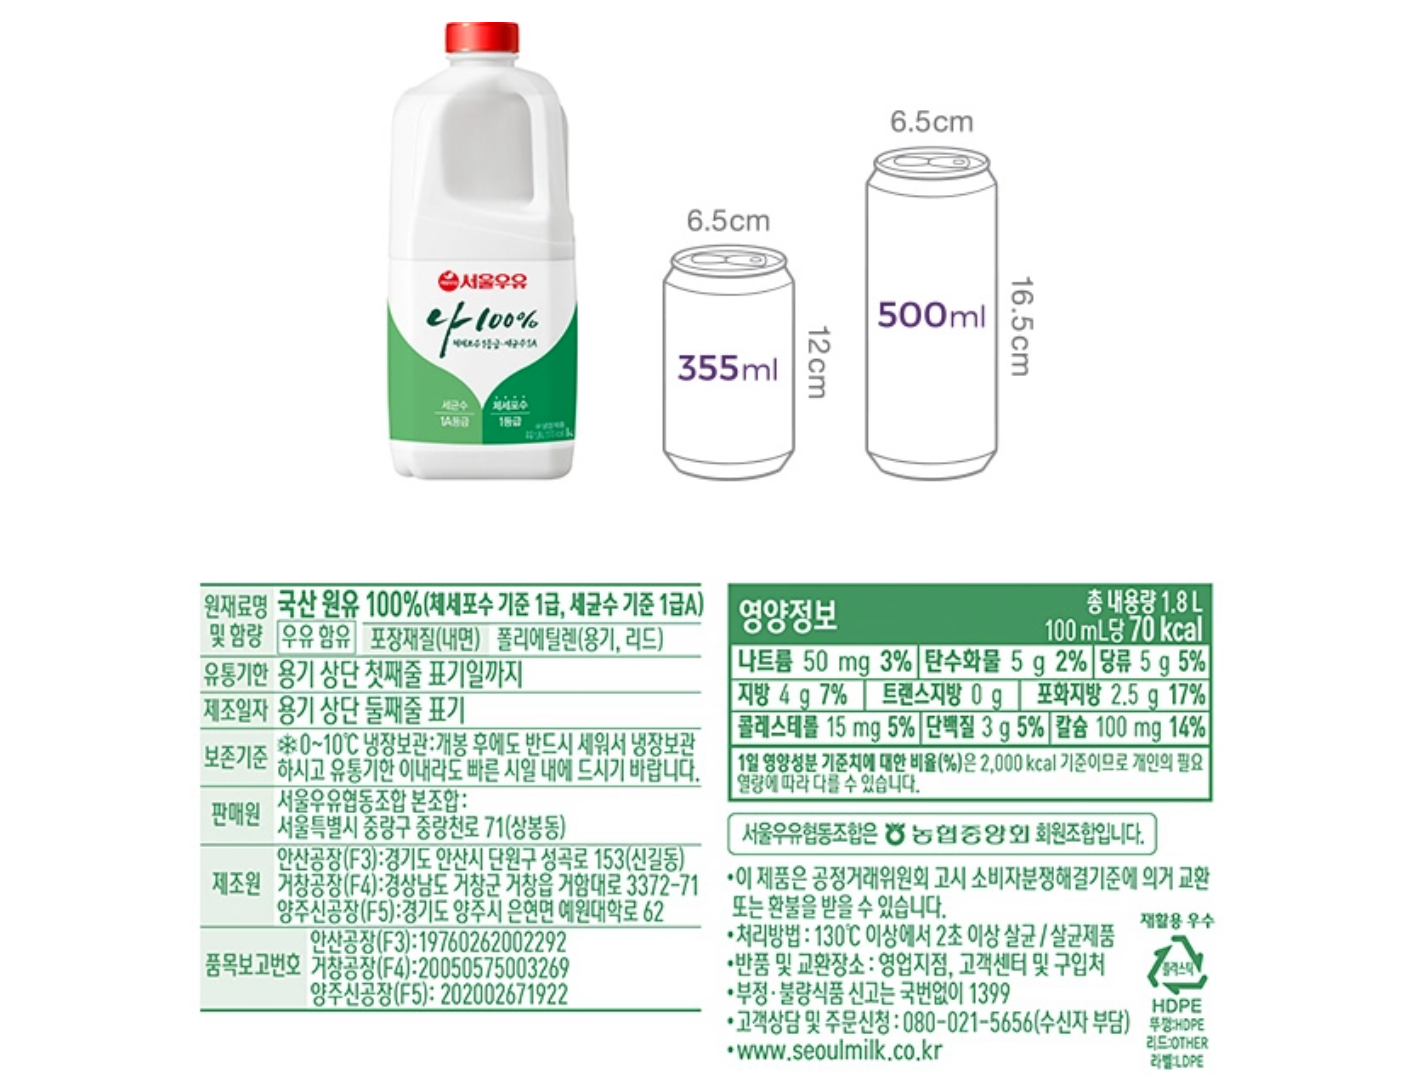 서울우유
나100%
체세포수 1등급·세균수 1A
세균수
1A등급
체세포수
1등급
6.5cm
355ml
12cm
6.5cm
500ml
16.5cm
원재료명 및 함량
국산 원유 100%(체세포수 기준 1급, 세균수 기준 1급A)
우유 함유 포장재질(내면) 폴리에틸렌(용기, 리드)
유통기한 용기 상단 첫째줄 표기일까지
제조일자 용기 상단 둘째줄 표기
보존기준 0~10℃ 냉장보관:개봉 후에도 반드시 세워서 냉장보관
하시고 유통기한 이내라도 빠른 시일 내에 드시기 바랍니다.
판매원 서울우유협동조합 본조합:
서울특별시 중랑구 중랑천로 71(상봉동)
제조원
안산공장(F3):경기도 안산시 단원구 성곡로 153(신길동)
거창공장(F4):경상남도 거창군 거창읍 거함대로 3372-71
양주신공장(F5):경기도 양주시 은현면 예원대학로 62
품목보고번호
안산공장(F3):19760262002292
거창공장(F4):20050575003269
양주신공장(F5): 202002671922
영양정보
총 내용량 1.8 L
100 mL당 70 kcal
나트륨 50 mg 3% 탄수화물 5 g 2% 당류 5 g 5%
지방 4 g 7% 트랜스지방 0 g 포화지방 2.5 g 17%
콜레스테롤 15 mg 5% 단백질 3 g 5% 칼슘 100 mg 14%
1일 영양성분 기준치에 대한 비율(%)은 2,000 kcal 기준이므로 개인의 필요
열량에 따라 다를 수 있습니다.
서울우유협동조합은 농협중앙회 회원조합입니다.
•이 제품은 공정거래위원회 고시 소비자분쟁해결기준에 의거 교환
또는 환불을 받을 수 있습니다.
•처리방법 : 130℃ 이상에서 2초 이상 살균 / 살균제품
•반품 및 교환장소 : 영업지점, 고객센터 및 구입처
•부정·불량식품 신고는 국번없이 1399
•고객상담 및 주문신청 : 080-021-5656(수신자 부담)
•www.seoulmilk.co.kr
재활용 우수
플라스틱
HDPE
뚜껑:HDPE
리드:OTHER
라벨:LDPE